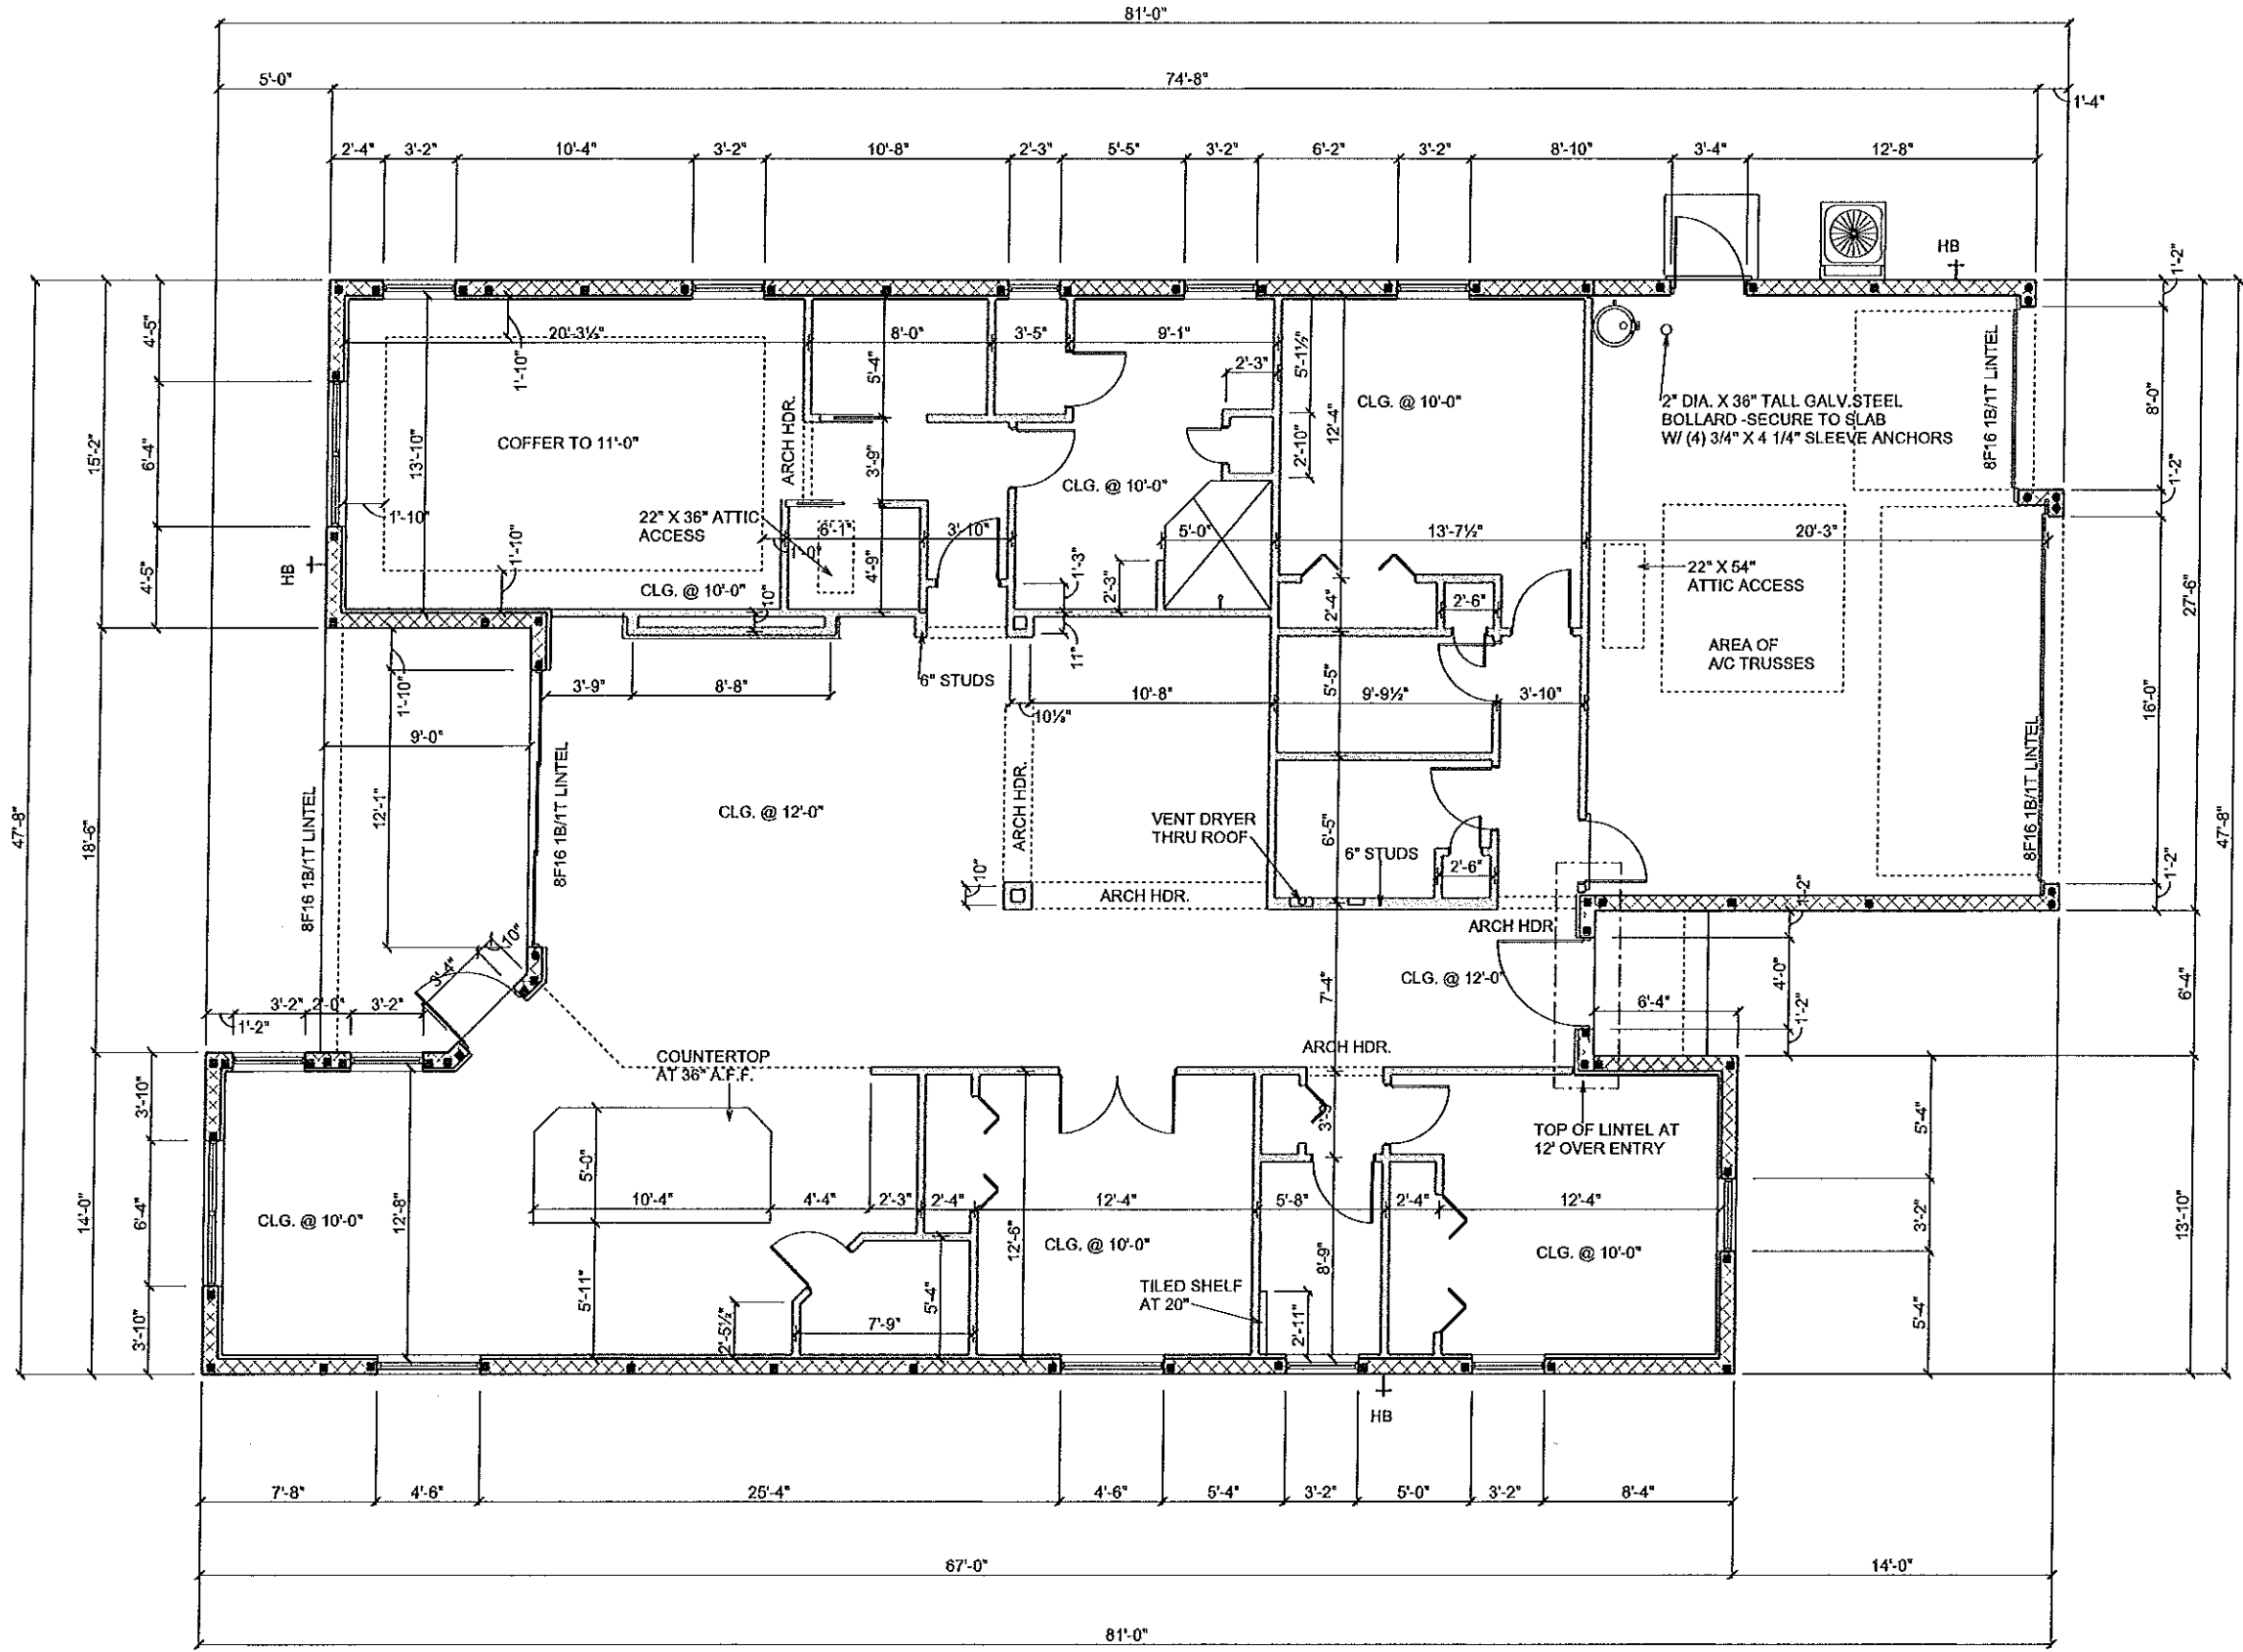 81'-0"
5'-0" 74'-8" 1'-4"
2'-4" 3'-2" 10'-4" 3'-2" 10'-8" 2'-3" 5'-5" 3'-2" 6'-2" 3'-2" 8'-10" 3'-4" 12'-8"
HB
1'-2"
4'-5"
20'-3½" 8'-0" 3'-5" 9'-1"
1'-10"
5'-4"
2'-3"
5'-1½"
CLG. @ 10'-0"
2" DIA. X 36" TALL GALV.STEEL
BOLLARD -SECURE TO SLAB
W/ (4) 3/4" X 4 1/4" SLEEVE ANCHORS
8F16 1B/1T LINTEL
8'-0"
15'-2"
6'-4"
13'-10"
COFFER TO 11'-0"
ARCH HDR.
3'-9"
2'-10"
12'-4"
CLG. @ 10'-0"
1'-2"
1'-10"
22" X 36" ATTIC
ACCESS
6'-1"
1'-0"
3'-10"
5'-0"
13'-7½"
20'-3"
HB
4'-5"
1'-10"
CLG. @ 10'-0"
10"
4'-9"
1'-3"
2'-3"
22" X 54"
ATTIC ACCESS
27'-6"
2'-4"
2'-6"
AREA OF
A/C TRUSSES
11"
6" STUDS
1'-10"
3'-9" 8'-8"
10'-8"
10½"
5'-5"
9'-9½"
3'-10"
16'-0"
9'-0"
47'-8"
18'-6"
8F16 1B/1T LINTEL
12'-1"
8F16 1B/1T LINTEL
CLG. @ 12'-0"
ARCH HDR.
VENT DRYER
THRU ROOF
6'-5"
6" STUDS
2'-6"
8F16 1B/1T LINTEL
47'-8"
10"
ARCH HDR.
1'-2"
1'-2"
ARCH HDR
10"
3'-4"
CLG. @ 12'-0"
7'-4"
4'-0"
6'-4"
6'-4"
1'-2"
3'-2" 2'-0" 3'-2"
1'-2"
COUNTERTOP
AT 36" A.F.F.
ARCH HDR.
3'-10"
3'-5"
TOP OF LINTEL AT
12' OVER ENTRY
5'-4"
5'-0"
10'-4" 4'-4" 2'-3" 2'-4" 12'-4" 5'-8" 2'-4" 12'-4"
14'-0"
6'-4"
CLG. @ 10'-0"
12'-8"
12'-6"
CLG. @ 10'-0"
8'-9"
CLG. @ 10'-0"
3'-2"
13'-10"
5'-11"
5'-4"
TILED SHELF
AT 20"
2'-11"
5'-4"
3'-10"
2'-5½"
7'-9"
HB
7'-8" 4'-6" 25'-4" 4'-6" 5'-4" 3'-2" 5'-0" 3'-2" 8'-4"
67'-0" 14'-0"
81'-0"